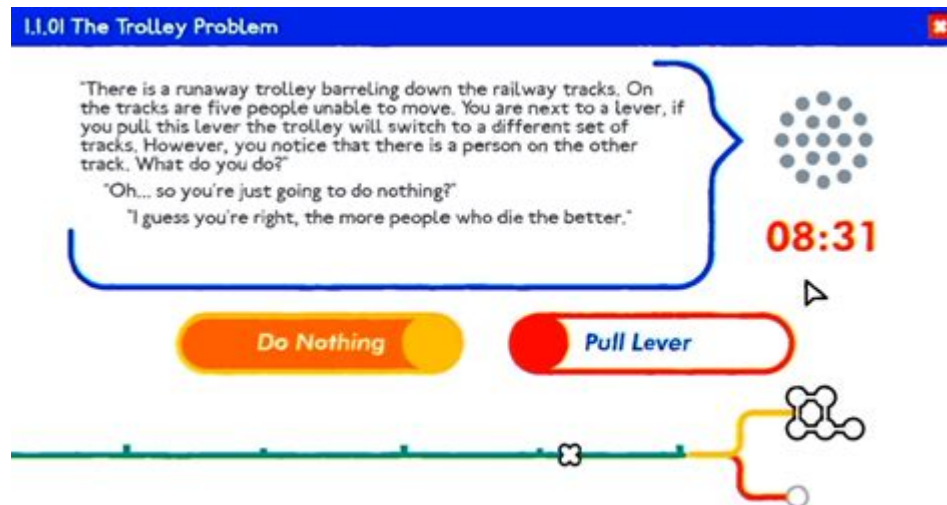 1.1.01 The Trolley Problem
"There is a runaway trolley barreling down the railway tracks. On
the tracks are five people unable to move. You are next to a lever, if
you pull this lever the trolley will switch to a different set of
tracks. However, you notice that there is a person on the other
track. What do you do?"
"Oh... so you're just going to do nothing?"
"I guess you're right, the more people who die the better."
08:31
Do Nothing
Pull Lever